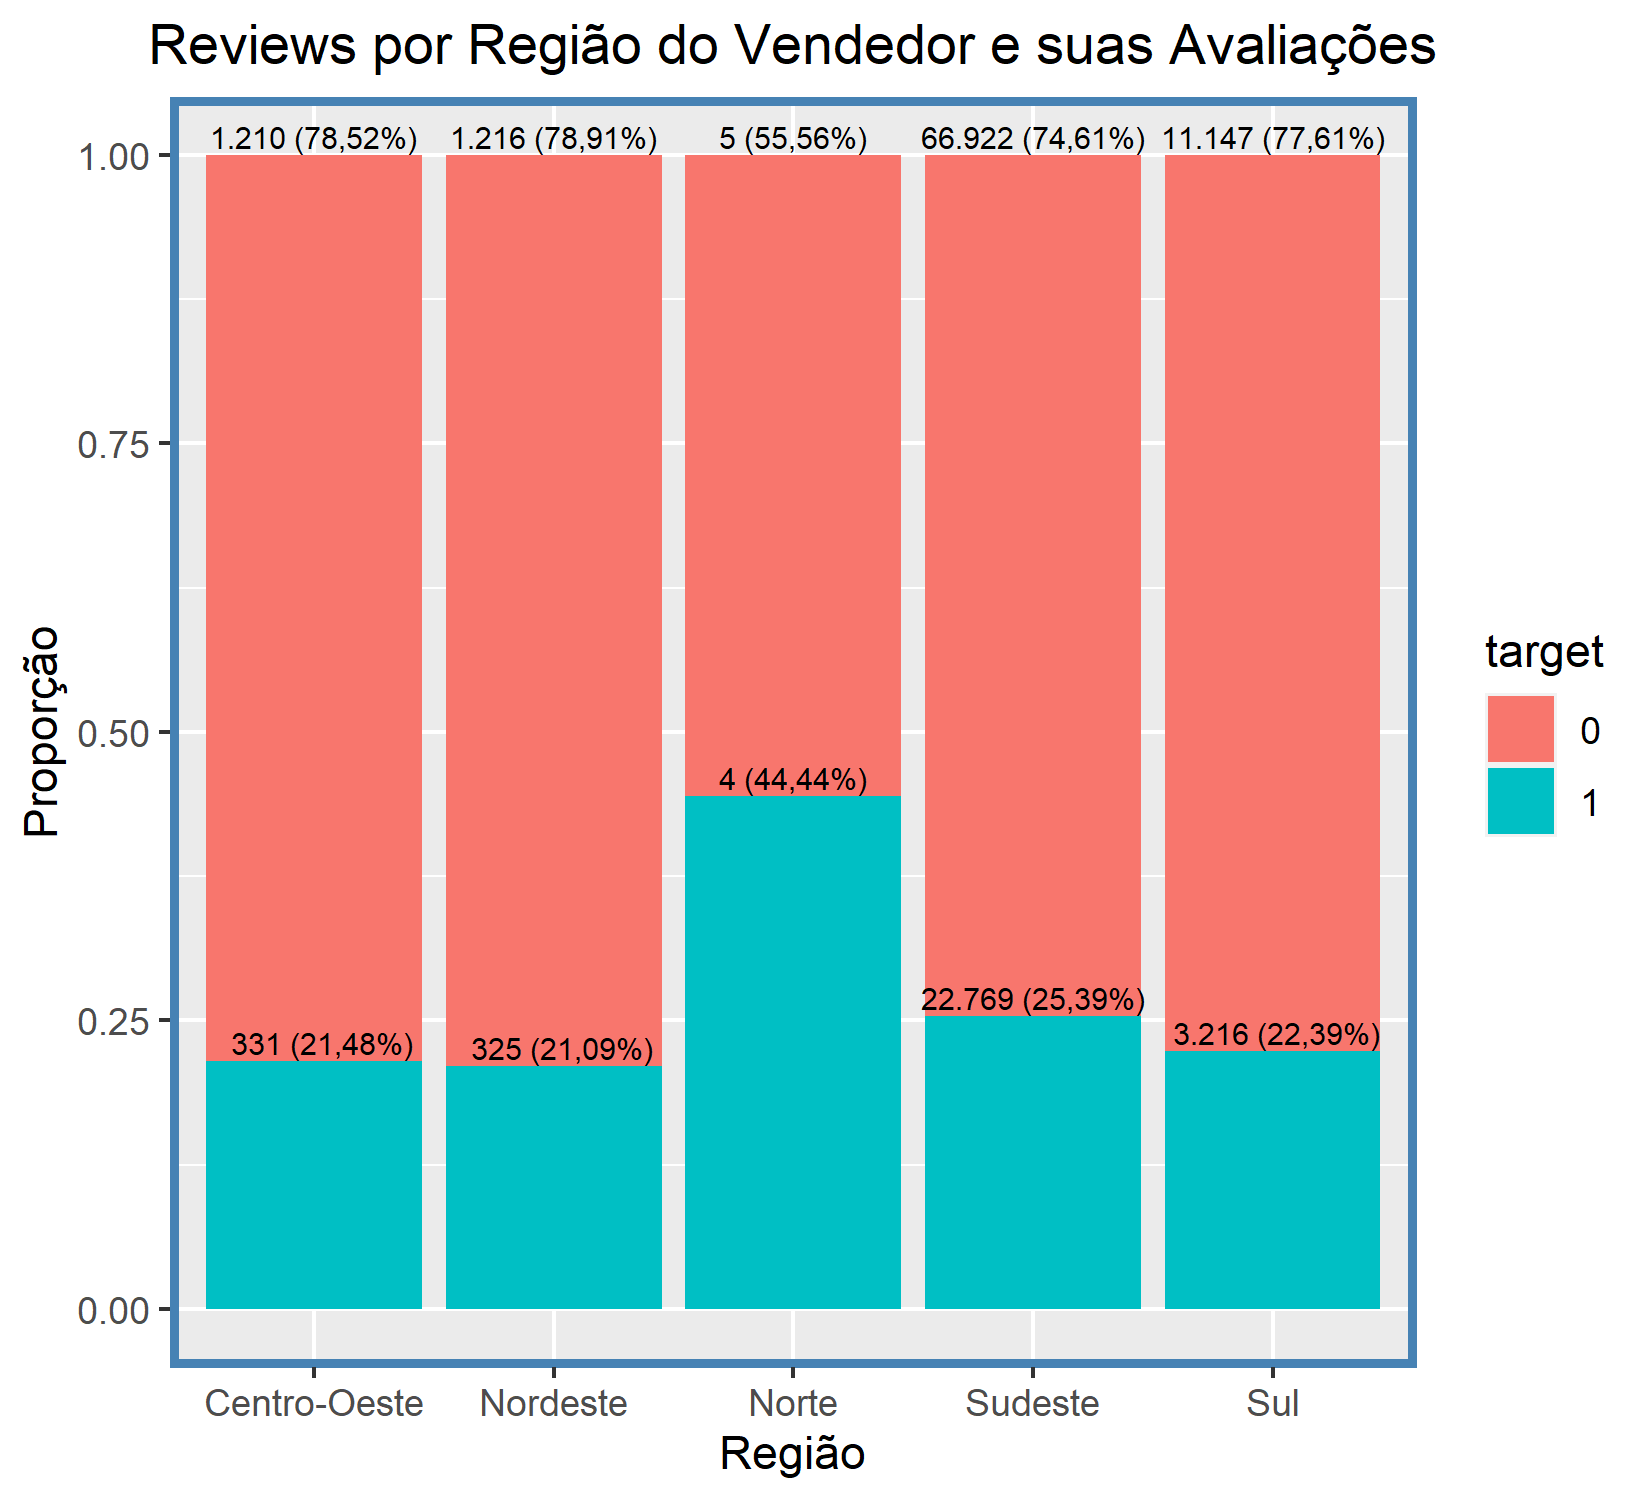 Reviews por Região do Vendedor e suas Avaliações
1.210 (78,52%) 1.216 (78,91%) 5 (55,56%) 66.922 (74,61%) 11.147 (77,61%)
1.00
0.75
0.50
0.25
0.00
4 (44,44%)
22.769 (25,39%)
3.216 (22,39%)
331 (21,48%)
325 (21,09%)
Proporção
Centro-Oeste Nordeste Norte Sudeste Sul
Região
target
0
1